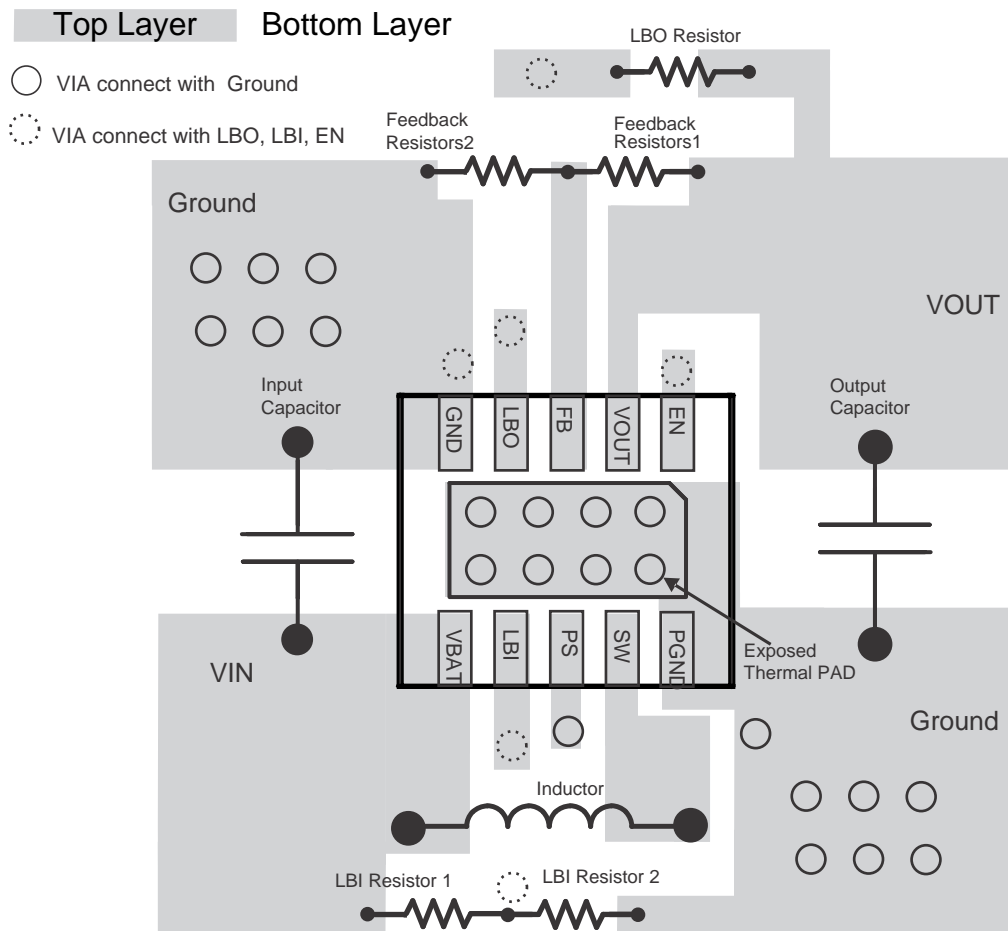 Top Layer Bottom Layer
LBO Resistor
VIA connect with Ground
VIA connect with LBO, LBI, EN
Feedback
Resistors2
Feedback
Resistors1
Ground
VOUT
Input
Capacitor
Output
Capacitor
GND
LBO
FB
VOUT
EN
VBAT
LBI
PS
SW
PGND
Exposed
Thermal PAD
VIN
Ground
Inductor
LBI Resistor 1
LBI Resistor 2